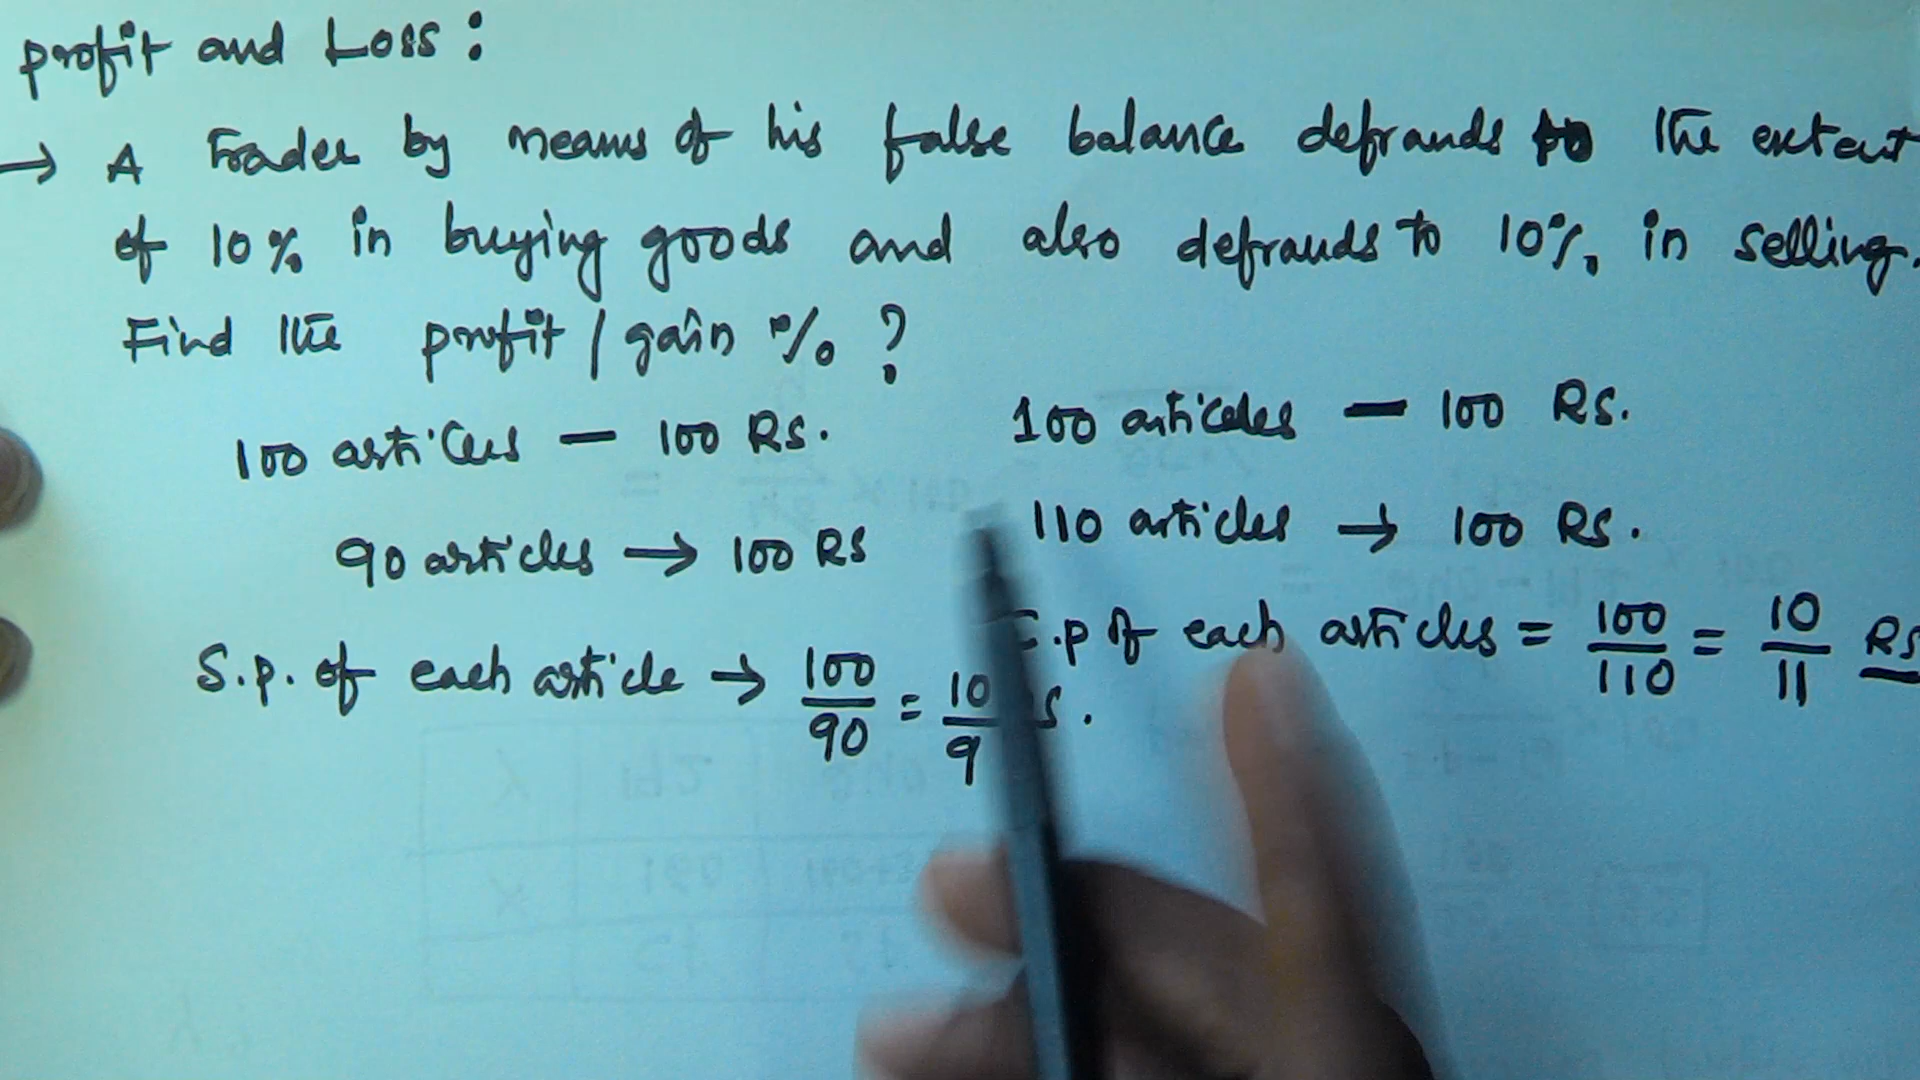 Profit and Loss :
→ A Trader by means of his false balance defrauds to the extent
of 10% in buying goods and also defrauds to 10% in selling.
Find the profit / gain % ?
100 articles — 100 RS.
90 articles → 100 RS
S.p. of each article → 100/90 = 10/9 RS.
100 articles — 100 RS.
110 articles → 100 RS.
C.p of each articles = 100/110 = 10/11 RS